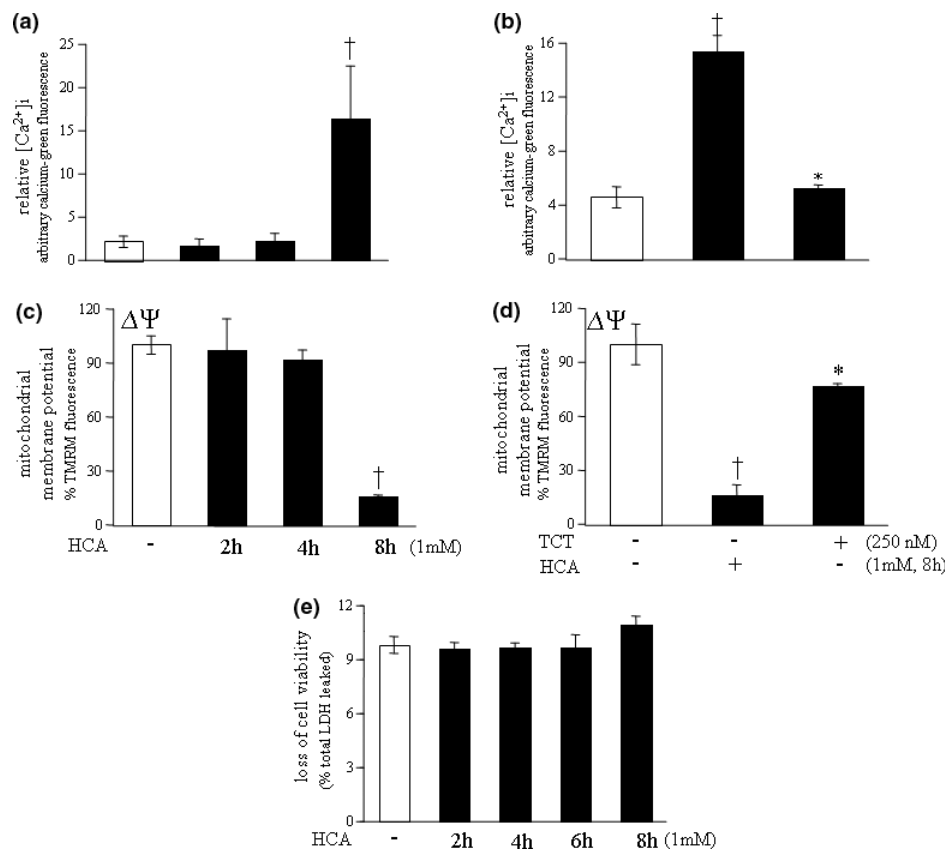 (a)
relative [Ca²⁺]i
arbitrary calcium-green fluorescence
25
20
15
10
5
0
†
(b)
relative [Ca²⁺]i
arbitrary calcium-green fluorescence
16
12
8
4
0
†
*
(c)
mitochondrial
membrane potential
% TMRM fluorescence
120
90
60
30
0
ΔΨ
†
HCA - 2h 4h 8h (1mM)
(d)
mitochondrial
membrane potential
% TMRM fluorescence
120
90
60
30
0
ΔΨ
†
*
TCT - - + (250 nM)
HCA - + - (1mM, 8h)
(e)
loss of cell viability
(% total LDH leaked)
12
9
6
3
0
HCA - 2h 4h 6h 8h (1mM)